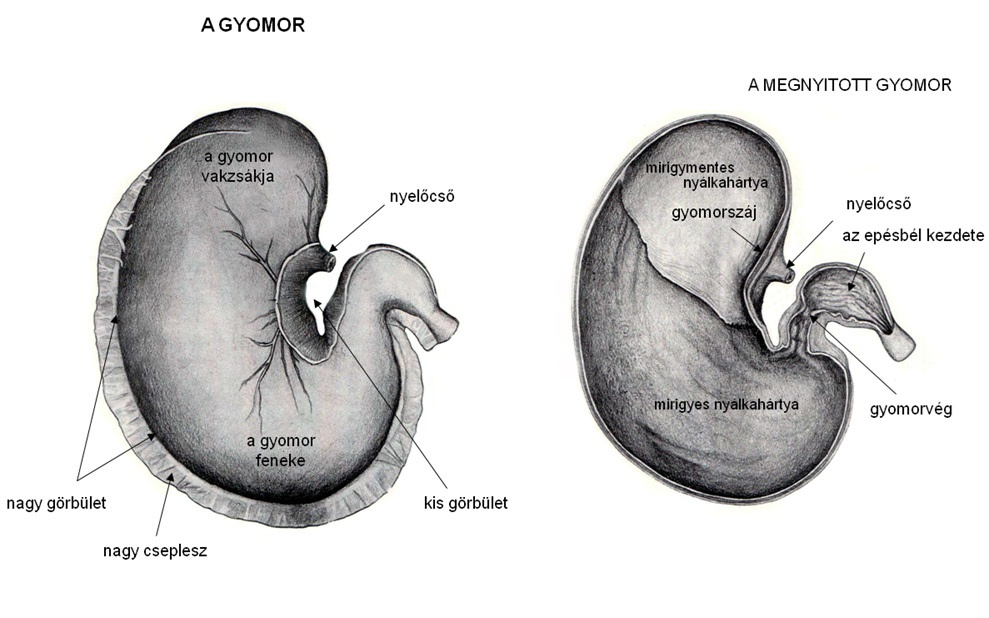 A GYOMOR
A MEGNYITOTT GYOMOR
a gyomor
vakzsákja
nyelőcső
a gyomor
feneke
nagy görbület
kis görbület
nagy cseplesz
mirigymentes
nyálkahártya
gyomorszáj
nyelőcső
az epésbél kezdete
mirigyes nyálkahártya
gyomorvég